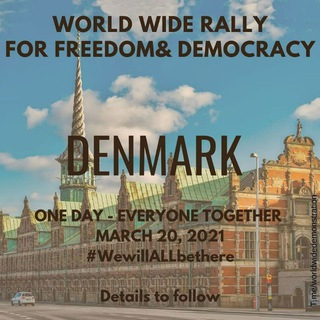 WORLD WIDE RALLY
FOR FREEDOM& DEMOCRACY
DENMARK
ONE DAY - EVERYONE TOGETHER
MARCH 20, 2021
#WewillALLbethere
Details to follow